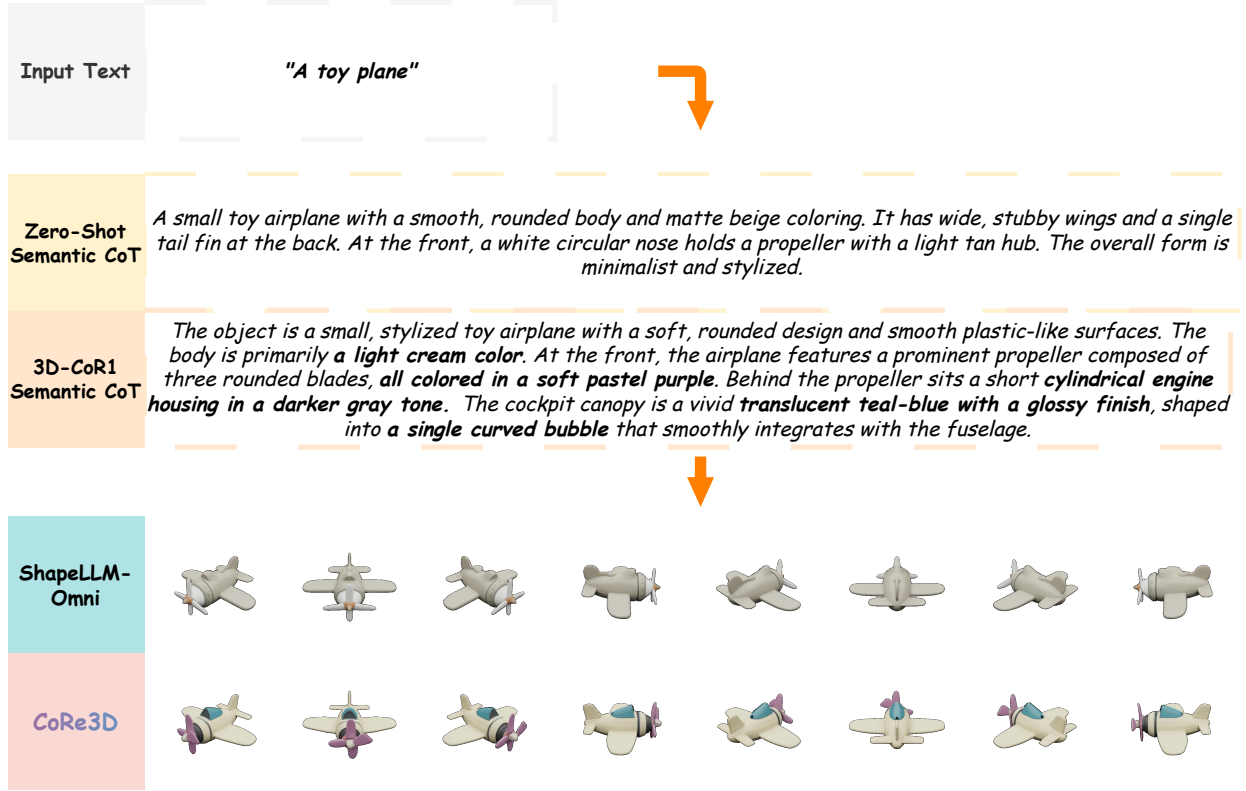 Input Text
"A toy plane"
Zero-Shot
Semantic CoT
A small toy airplane with a smooth, rounded body and matte beige coloring. It has wide, stubby wings and a single
tail fin at the back. At the front, a white circular nose holds a propeller with a light tan hub. The overall form is
minimalist and stylized.
3D-CoR1
Semantic CoT
The object is a small, stylized toy airplane with a soft, rounded design and smooth plastic-like surfaces. The
body is primarily a light cream color. At the front, the airplane features a prominent propeller composed of
three rounded blades, all colored in a soft pastel purple. Behind the propeller sits a short cylindrical engine
housing in a darker gray tone. The cockpit canopy is a vivid translucent teal-blue with a glossy finish, shaped
into a single curved bubble that smoothly integrates with the fuselage.
ShapeLLM-
Omni
CoRe3D